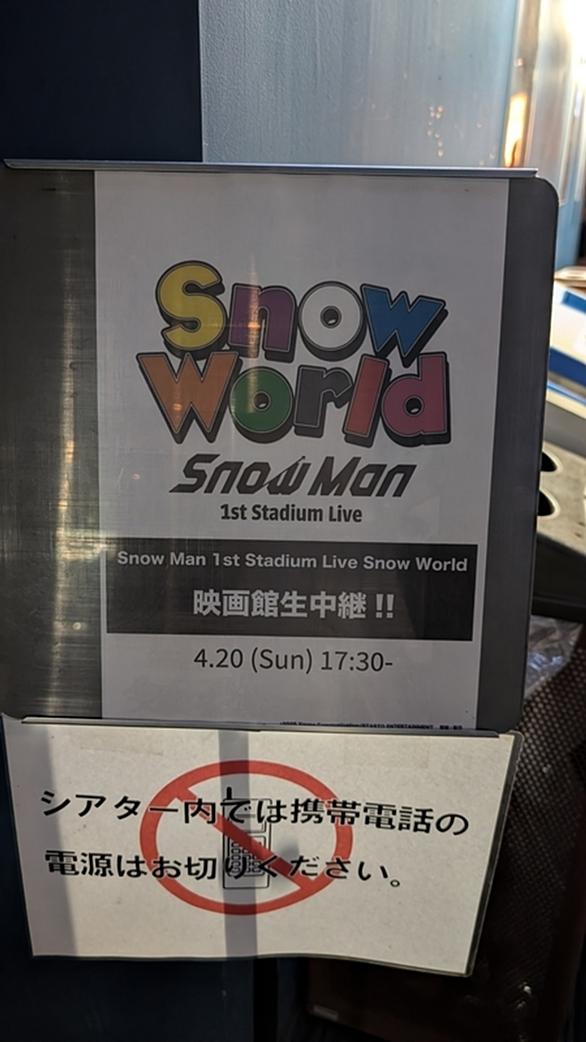 Snow
World
Snow Man
1st Stadium Live
Snow Man 1st Stadium Live Snow World
映画館生中継!!
4.20 (Sun) 17:30-
シアター内では携帯電話の
電源はお切りください。